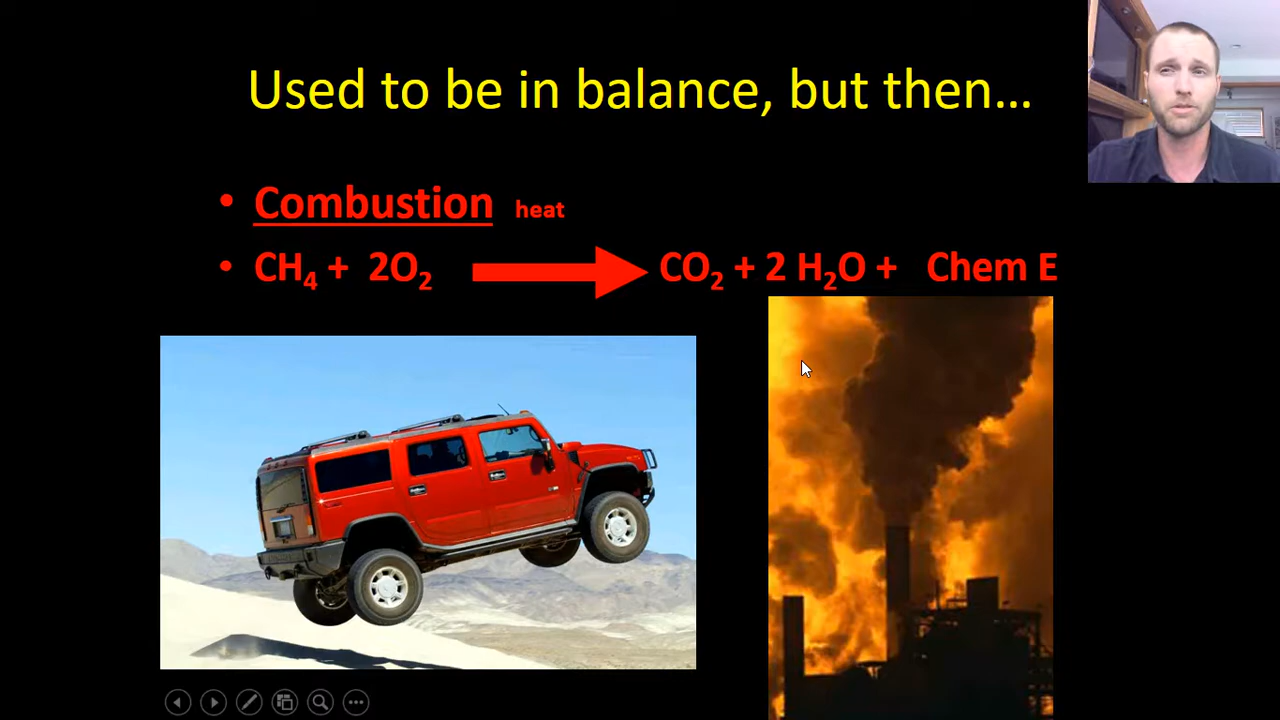 Used to be in balance, but then...
• Combustion heat
• CH₄ + 2O₂ CO₂ + 2 H₂O + Chem E